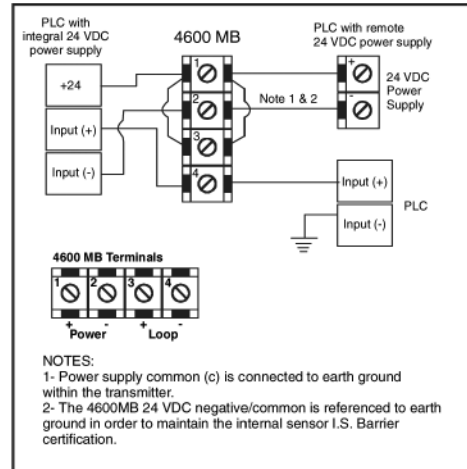 PLC with
integral 24 VDC
power supply
4600 MB
PLC with remote
24 VDC power supply
+24
Input (+)
Input (-)
1
2
3
4
Note 1 & 2
+
-
24 VDC
Power
Supply
Input (+)
Input (-)
PLC
4600 MB Terminals
1 2 3 4
+ - + -
Power Loop
NOTES:
1- Power supply common (c) is connected to earth ground
within the transmitter.
2- The 4600MB 24 VDC negative/common is referenced to earth
ground in order to maintain the internal sensor I.S. Barrier
certification.